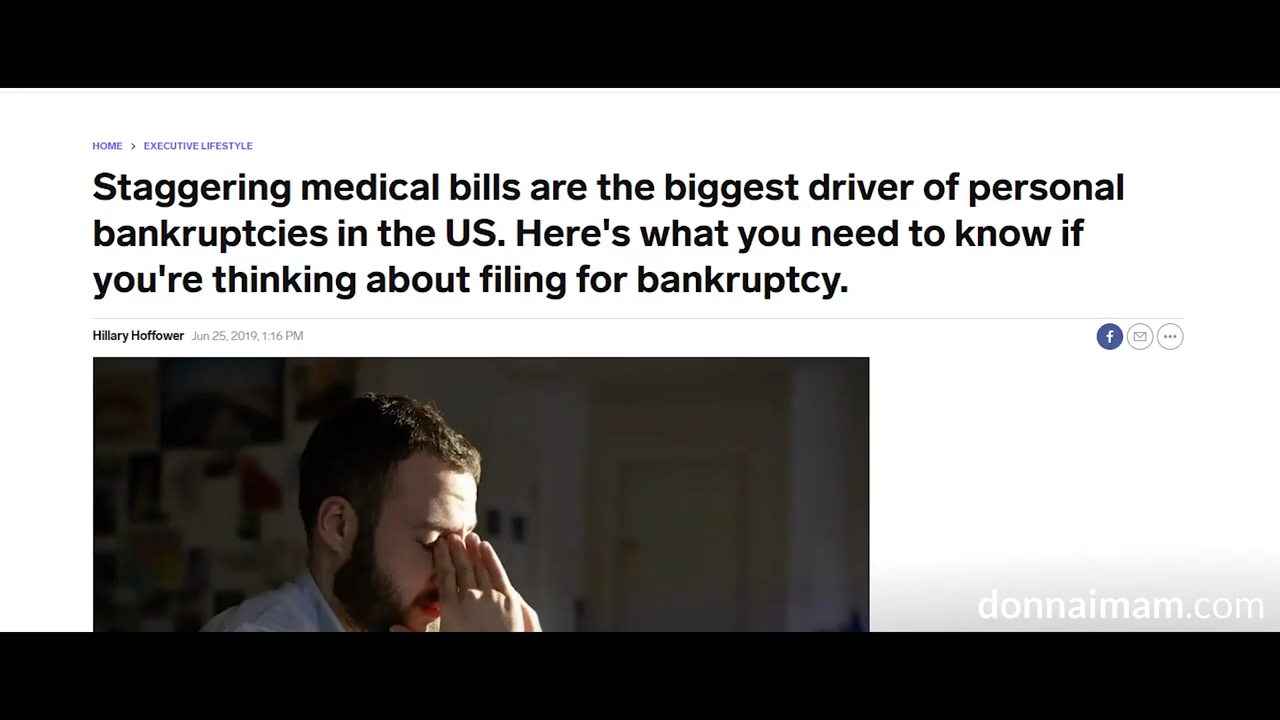 HOME > EXECUTIVE LIFESTYLE
Staggering medical bills are the biggest driver of personal
bankruptcies in the US. Here's what you need to know if
you're thinking about filing for bankruptcy.
Hillary Hoffower Jun 25, 2019, 1:16 PM
f
donnaimam.com